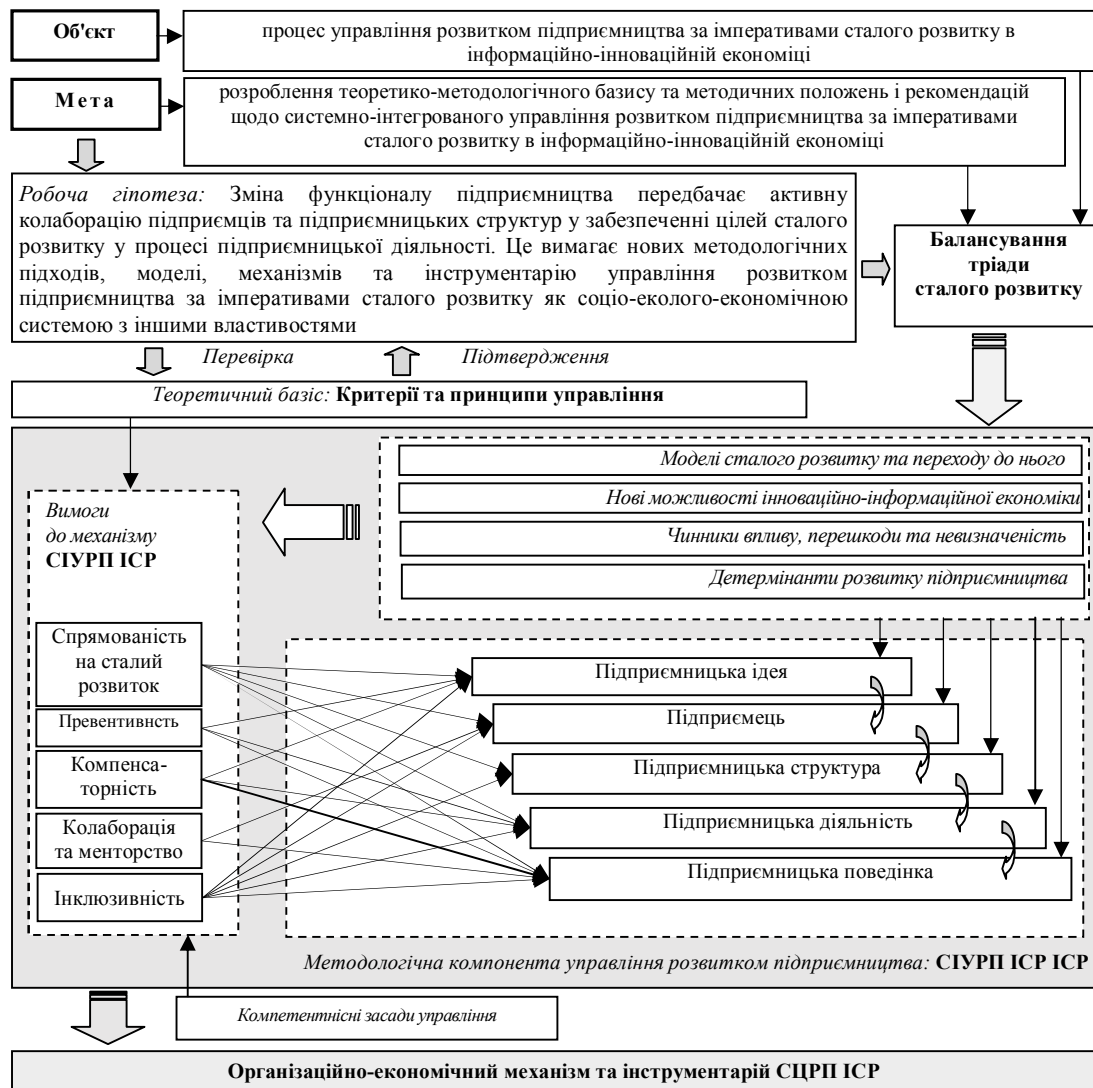 Об'єкт
процес управління розвитком підприємництва за імперативами сталого розвитку в
інформаційно-інноваційній економіці
Мета
розроблення теоретико-методологічного базису та методичних положень і рекомендацій
щодо системно-інтегрованого управління розвитком підприємництва за імперативами
сталого розвитку в інформаційно-інноваційній економіці
Робоча гіпотеза: Зміна функціоналу підприємництва передбачає активну
колаборацію підприємців та підприємницьких структур у забезпеченні цілей сталого
розвитку у процесі підприємницької діяльності. Це вимагає нових методологічних
підходів, моделі, механізмів та інструментарію управління розвитком
підприємництва за імперативами сталого розвитку як соціо-еколого-економічною
системою з іншими властивостями
Балансування
тріади
сталого розвитку
Перевірка
Підтвердження
Теоретичний базіс: Критерії та принципи управління
Моделі сталого розвитку та переходу до нього
Нові можливості інноваційно-інформаційної економіки
Чинники впливу, перешкоди та невизначеність
Детермінанти розвитку підприємництва
Вимоги
до механізму
СІУРП ІСР
Спрямованість
на сталий
розвиток
Превентивнсть
Компенса-
торність
Колаборація
та менторство
Інклюзивність
Підприємницька ідея
Підприємець
Підприємницька структура
Підприємницька діяльність
Підприємницька поведінка
Методологічна компонента управління розвитком підприємництва: СІУРП ІСР ІСР
Компетентнісні засади управління
Організаційно-економічний механізм та інструментарій СЦРП ІСР